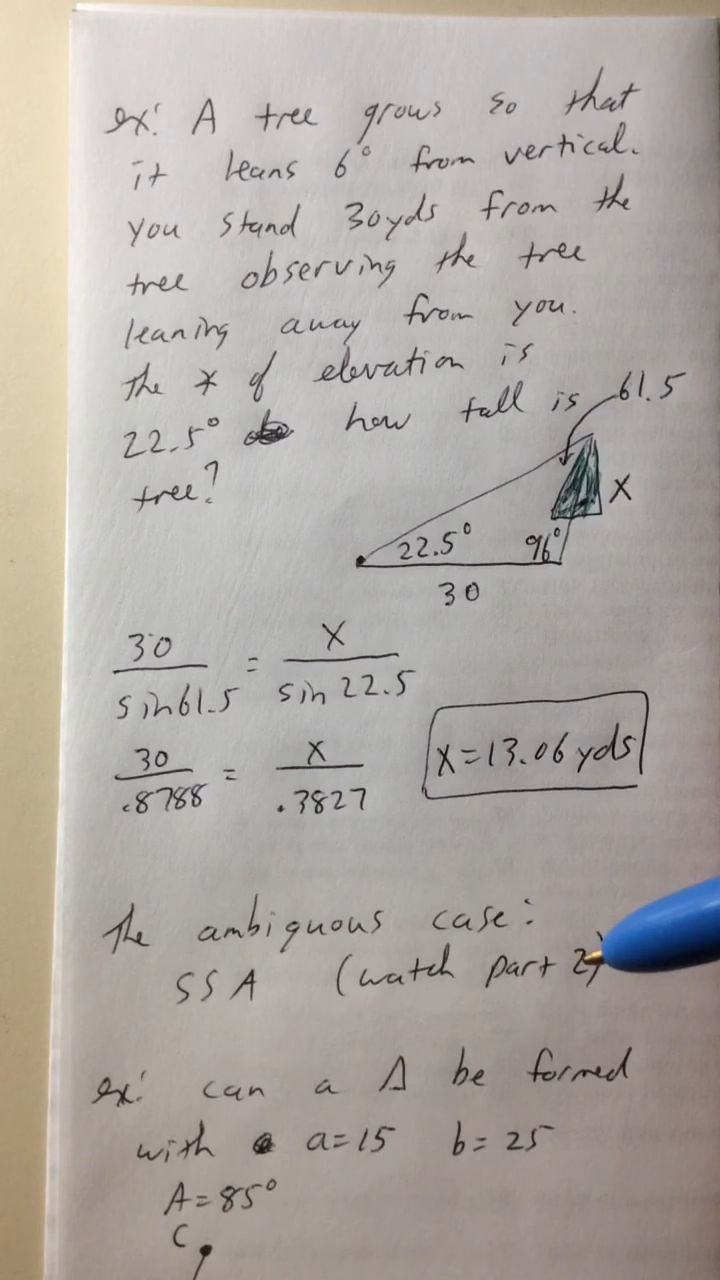 ex: A tree grows so that
it leans 6° from vertical.
you stand 30yds from the
tree observing the tree
leaning away from you.
the ∡ of elevation is
22.5° how tall is
tree?
61.5
X
22.5° 96°
30
30/sin61.5 = X/sin 22.5
30/.8788 = X/.3827
X=13.06 yds
The ambiquous case:
SSA (watch part 2)
ex: can a Δ be formed
with a=15 b=25
A=85°
C